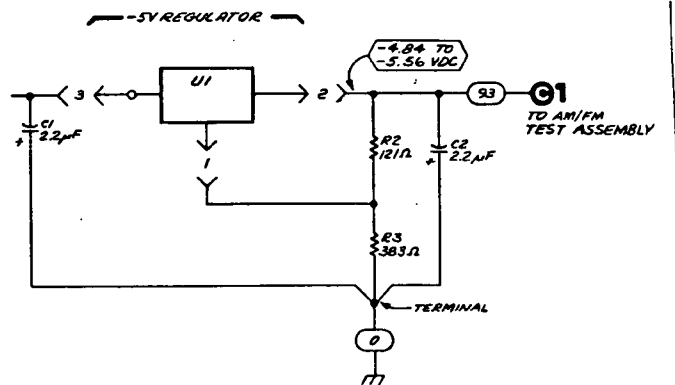 -5V REGULATOR
-4.84 TO
-5.56 VDC
3
U1
2
93
C1
TO AM/FM
TEST ASSEMBLY
C1
2.2µF
+
1
R2
121Ω
C2
2.2µF
+
R3
383Ω
TERMINAL
0